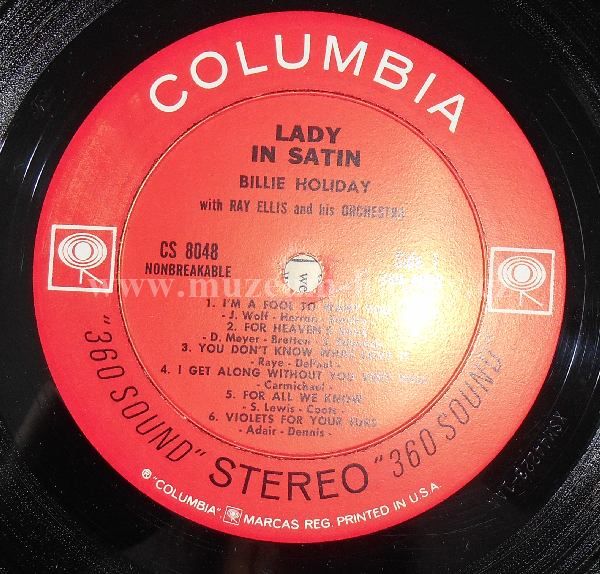 COLUMBIA
LADY
IN SATIN
BILLIE HOLIDAY
with RAY ELLIS and his ORCHESTRA
CS 8048
NONBREAKABLE
1. I'M A FOOL TO
- J. Wolf - Herron
2. FOR HEAVEN'S
- D. Meyer - Bretton
3. YOU DON'T KNOW WHAT
- Raye - DePaul -
4. I GET ALONG WITHOUT YOU
- Carmichael -
5. FOR ALL WE KNOW
- S. Lewis - Coots -
6. VIOLETS FOR YOUR FURS
- Adair - Dennis -
"360 SOUND" STEREO "360 SOUND"
® "COLUMBIA", MARCAS REG. PRINTED IN U.S.A.